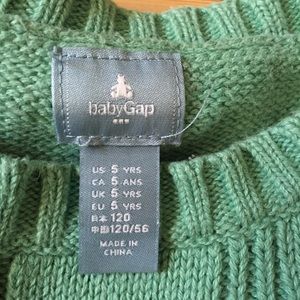 babyGap
US 5 YRS
CA 5 ANS
UK 5 YRS
EU 5 YRS
日本 120
中国 120/56
MADE IN
CHINA